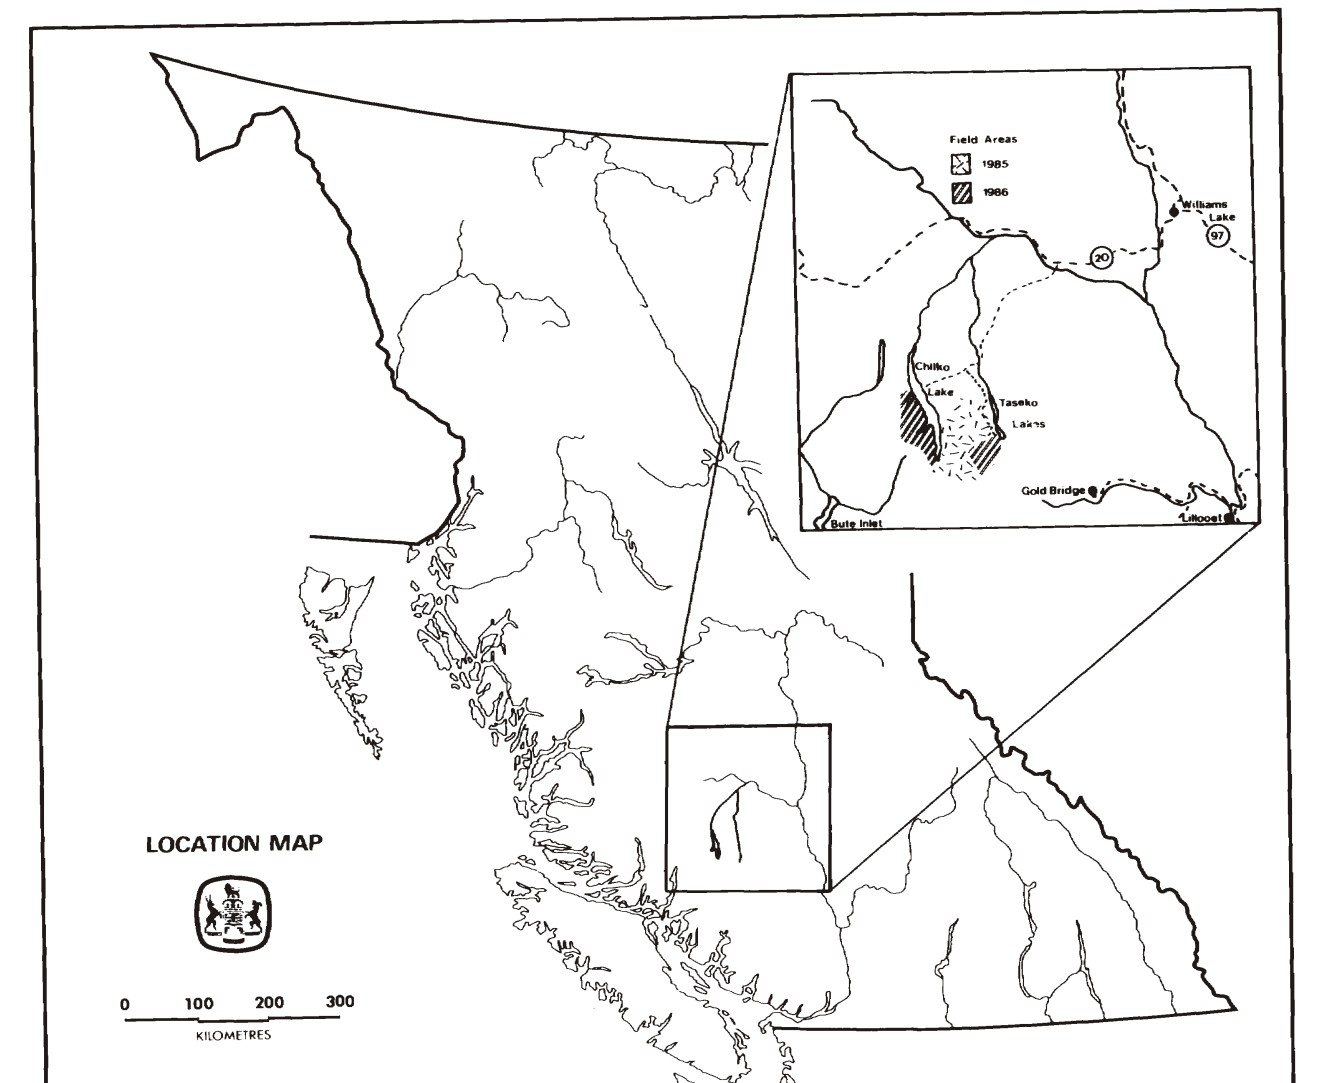 Field Areas
1985
1986
Williams
Lake
97
20
Chilko
Lake
Taseko
Lakes
Gold Bridge
Lillooet
Bute Inlet
LOCATION MAP
0 100 200 300
KILOMETRES